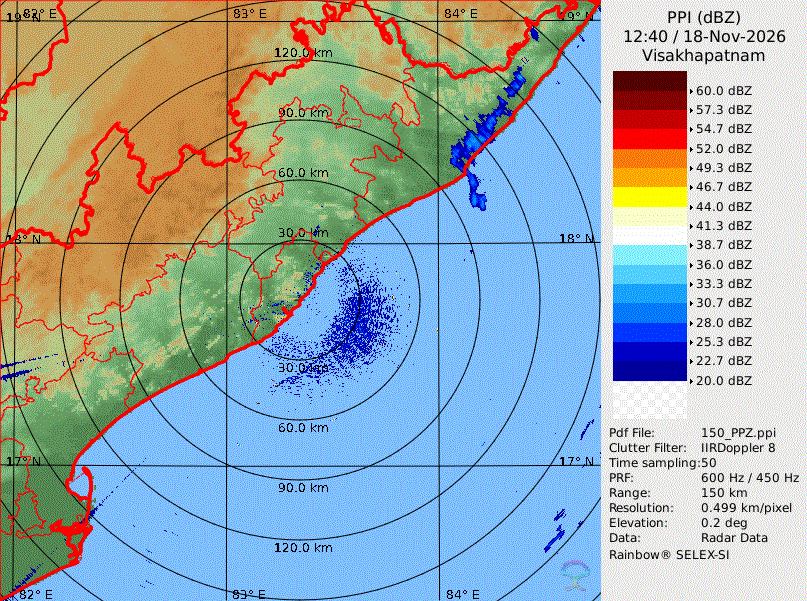 82° E
83° E
84° E
19° N
19° N
120.0 km
90.0 km
60.0 km
30.0 km
18° N
18° N
30.0 km
60.0 km
17° N
17° N
90.0 km
120.0 km
82° E
83° E
84° E
PPI (dBZ)
12:40 / 18-Nov-2026
Visakhapatnam
60.0 dBZ
57.3 dBZ
54.7 dBZ
52.0 dBZ
49.3 dBZ
46.7 dBZ
44.0 dBZ
41.3 dBZ
38.7 dBZ
36.0 dBZ
33.3 dBZ
30.7 dBZ
28.0 dBZ
25.3 dBZ
22.7 dBZ
20.0 dBZ
Pdf File: 150_PPZ.ppi
Clutter Filter: IIRDoppler 8
Time sampling:50
PRF: 600 Hz / 450 Hz
Range: 150 km
Resolution: 0.499 km/pixel
Elevation: 0.2 deg
Data: Radar Data
Rainbow® SELEX-SI